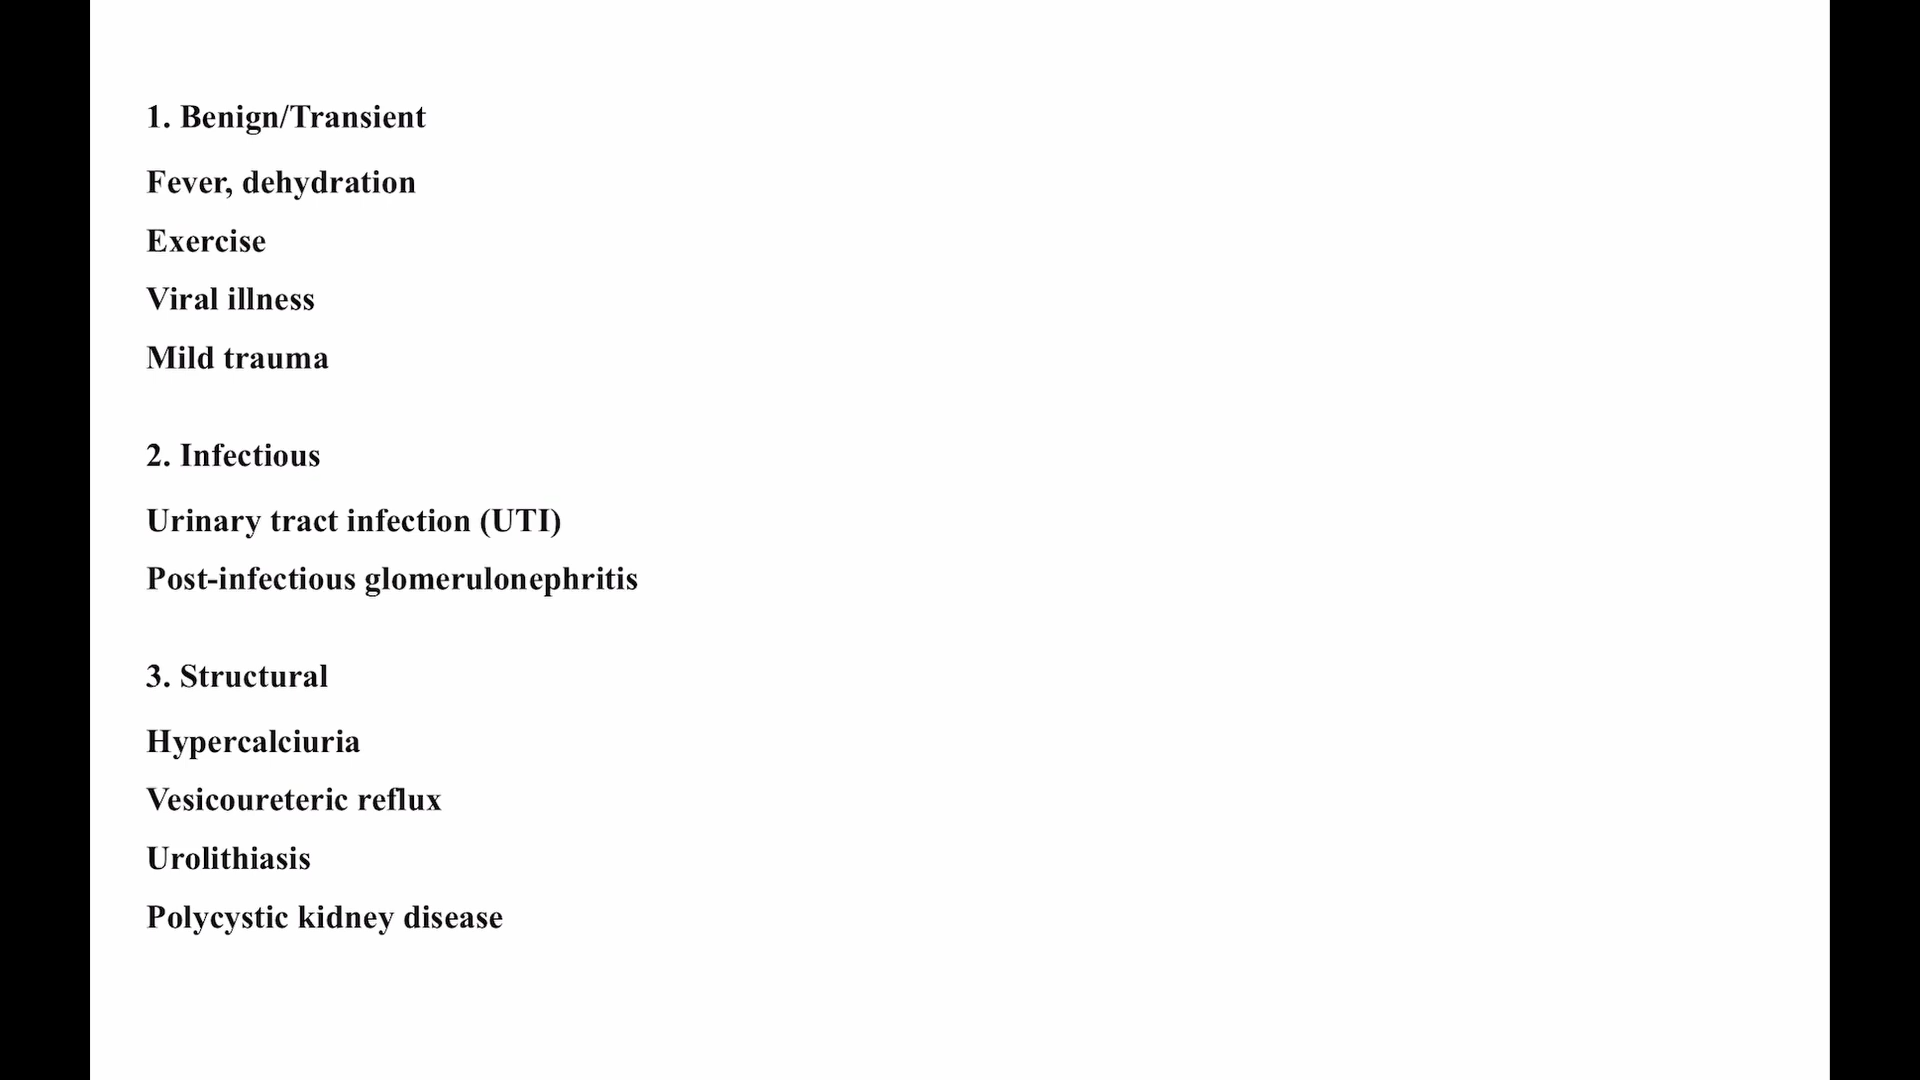 1. Benign/Transient
Fever, dehydration
Exercise
Viral illness
Mild trauma
2. Infectious
Urinary tract infection (UTI)
Post-infectious glomerulonephritis
3. Structural
Hypercalciuria
Vesicoureteric reflux
Urolithiasis
Polycystic kidney disease